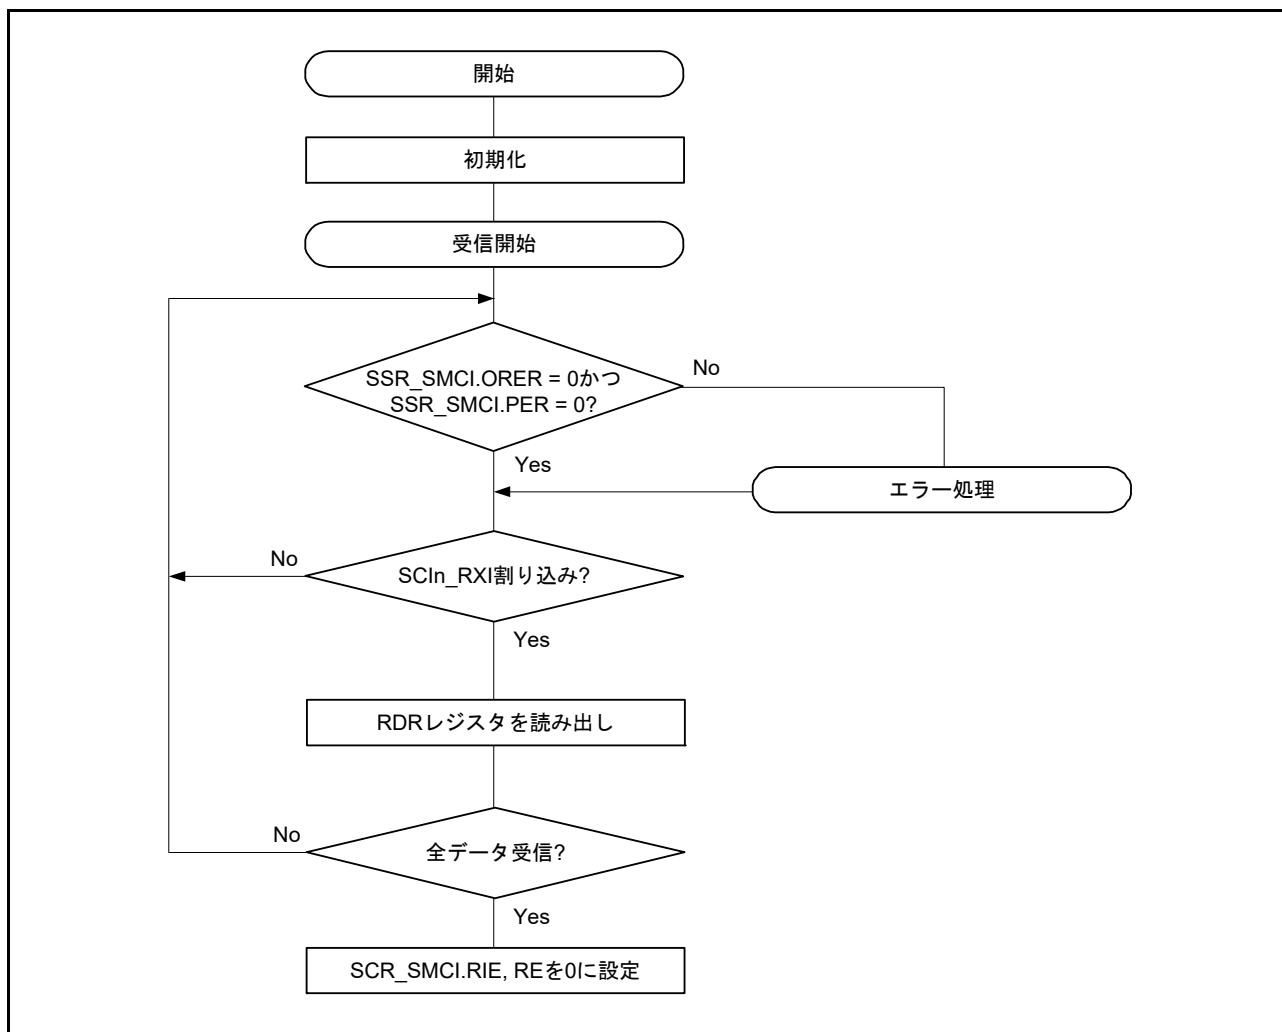 開始
初期化
受信開始
SSR_SMCI.ORER = 0かつ
SSR_SMCI.PER = 0?
No
Yes
エラー処理
No
SCIn_RXI割り込み?
Yes
RDRレジスタを読み出し
No
全データ受信?
Yes
SCR_SMCI.RIE, REを0に設定